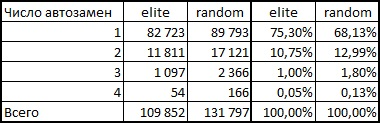 Число автозамен elite random elite random
1 82 723 89 793 75,30% 68,13%
2 11 811 17 121 10,75% 12,99%
3 1 097 2 366 1,00% 1,80%
4 54 166 0,05% 0,13%
Всего 109 852 131 797 100,00% 100,00%